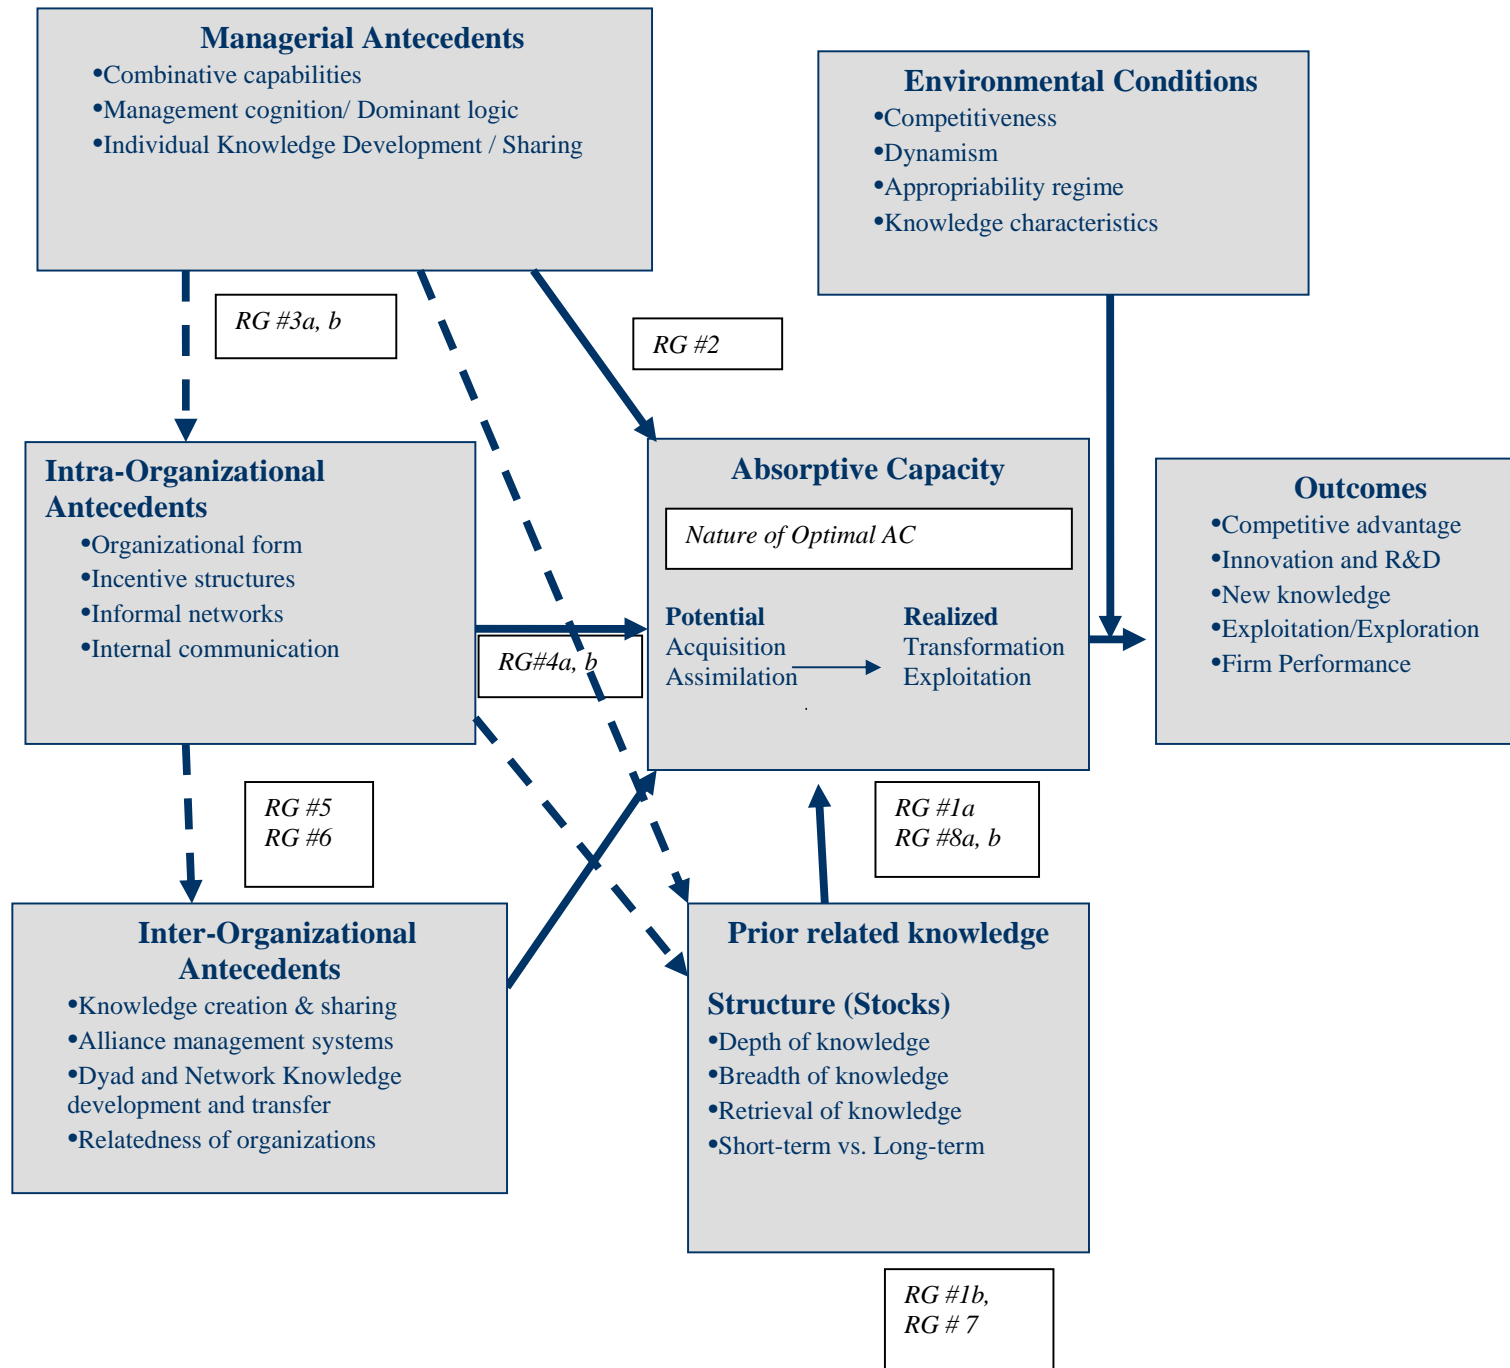 Managerial Antecedents
•Combinative capabilities
•Management cognition/ Dominant logic
•Individual Knowledge Development / Sharing
Environmental Conditions
•Competitiveness
•Dynamism
•Appropriability regime
•Knowledge characteristics
RG #3a, b
RG #2
Intra-Organizational
Antecedents
•Organizational form
•Incentive structures
•Informal networks
•Internal communication
RG#4a, b
Absorptive Capacity
Nature of Optimal AC
Potential
Acquisition
Assimilation
Realized
Transformation
Exploitation
.
Outcomes
•Competitive advantage
•Innovation and R&D
•New knowledge
•Exploitation/Exploration
•Firm Performance
RG #5
RG #6
RG #1a
RG #8a, b
Inter-Organizational
Antecedents
•Knowledge creation & sharing
•Alliance management systems
•Dyad and Network Knowledge
development and transfer
•Relatedness of organizations
Prior related knowledge
Structure (Stocks)
•Depth of knowledge
•Breadth of knowledge
•Retrieval of knowledge
•Short-term vs. Long-term
RG #1b,
RG # 7